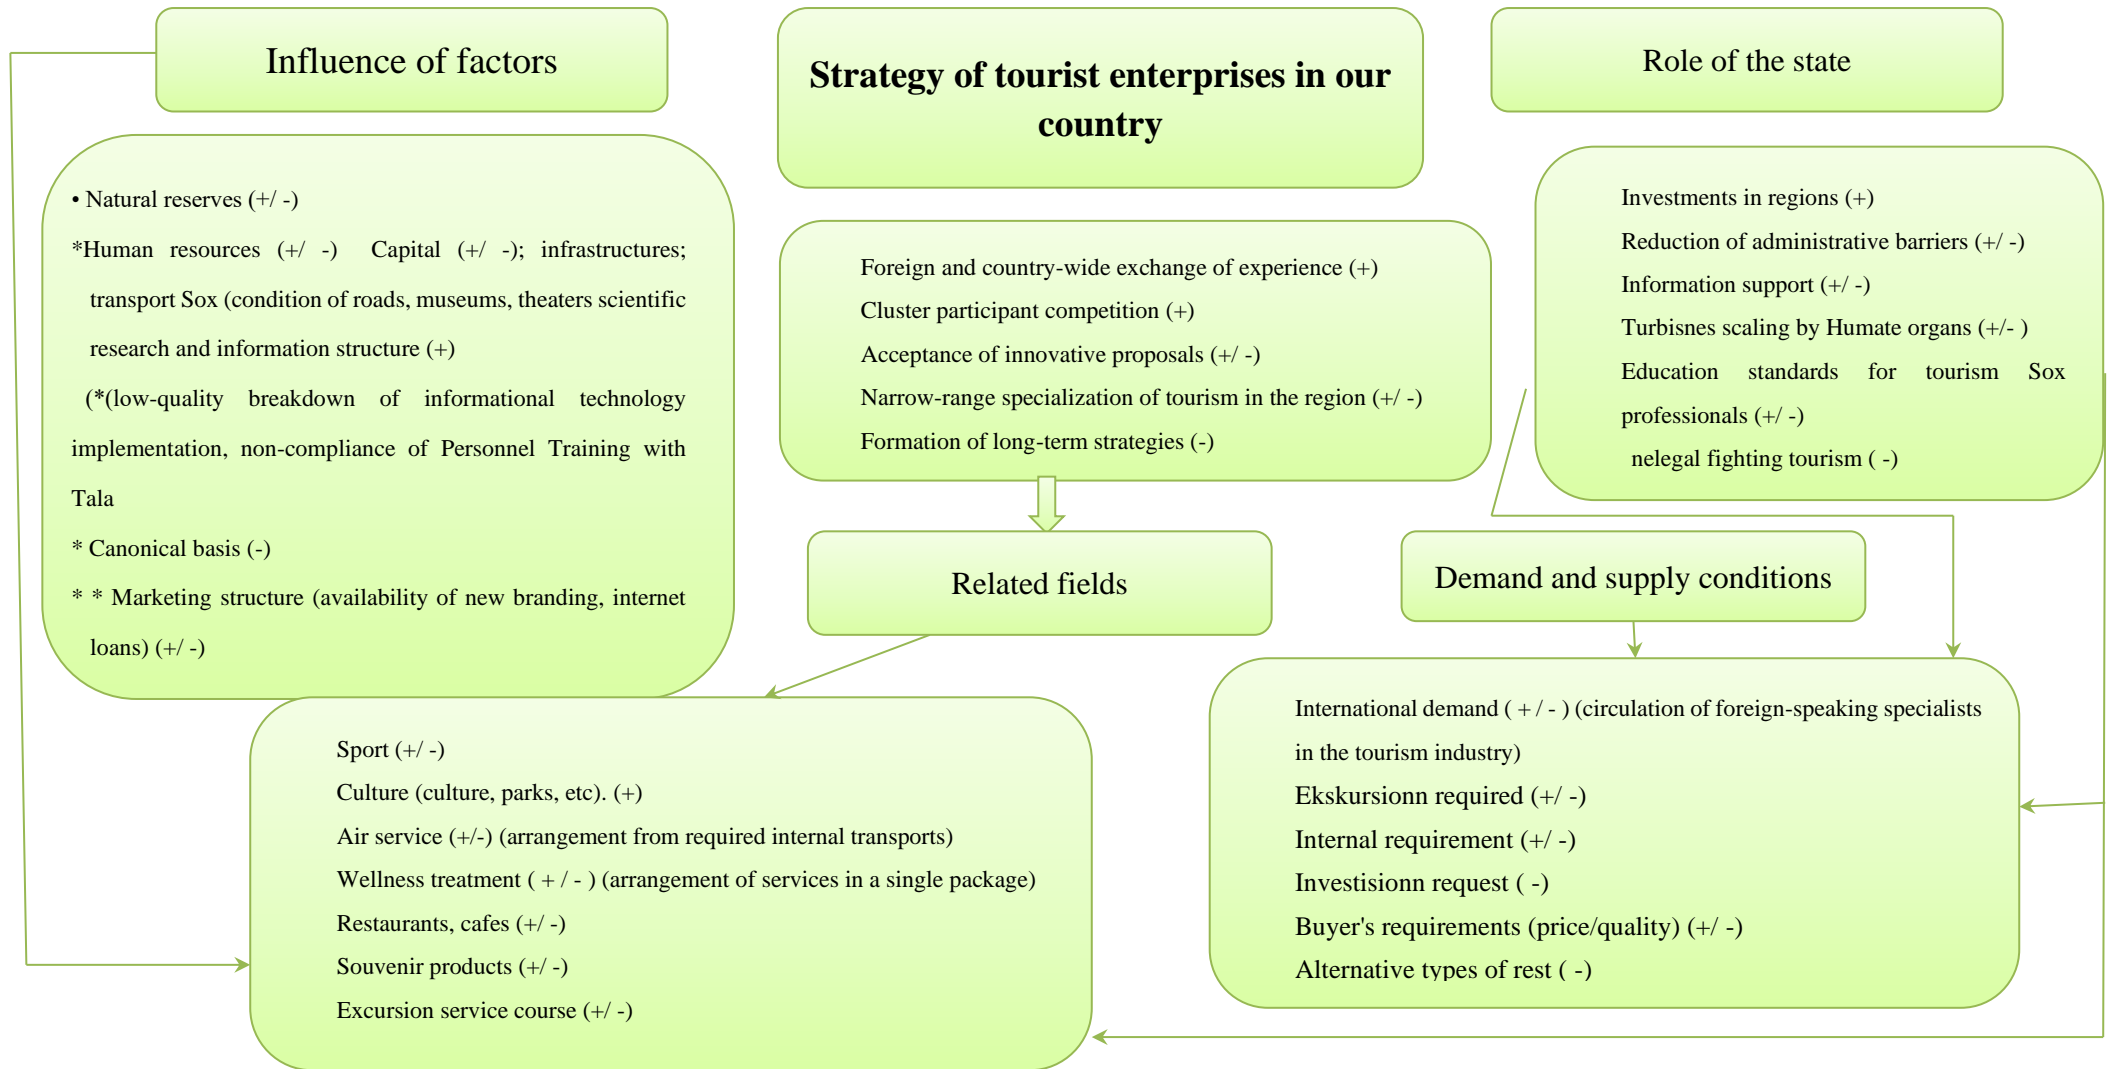 Influence of factors
Strategy of tourist enterprises in our
country
Role of the state
• Natural reserves (+/ -)
*Human resources (+/ -) Capital (+/ -); infrastructures;
transport Sox (condition of roads, museums, theaters scientific
research and information structure (+)
(*(low-quality breakdown of informational technology
implementation, non-compliance of Personnel Training with
Tala
* Canonical basis (-)
* * Marketing structure (availability of new branding, internet
loans) (+/ -)
Foreign and country-wide exchange of experience (+)
Cluster participant competition (+)
Acceptance of innovative proposals (+/ -)
Narrow-range specialization of tourism in the region (+/ -)
Formation of long-term strategies (-)
Investments in regions (+)
Reduction of administrative barriers (+/ -)
Information support (+/ -)
Turbisnes scaling by Humate organs (+/- )
Education standards for tourism Sox
professionals (+/ -)
nelegal fighting tourism ( -)
Related fields
Demand and supply conditions
Sport (+/ -)
Culture (culture, parks, etc). (+)
Air service (+/-) (arrangement from required internal transports)
Wellness treatment ( + / - ) (arrangement of services in a single package)
Restaurants, cafes (+/ -)
Souvenir products (+/ -)
Excursion service course (+/ -)
International demand ( + / - ) (circulation of foreign-speaking specialists
in the tourism industry)
Ekskursionn required (+/ -)
Internal requirement (+/ -)
Investisionn request ( -)
Buyer's requirements (price/quality) (+/ -)
Alternative types of rest ( -)